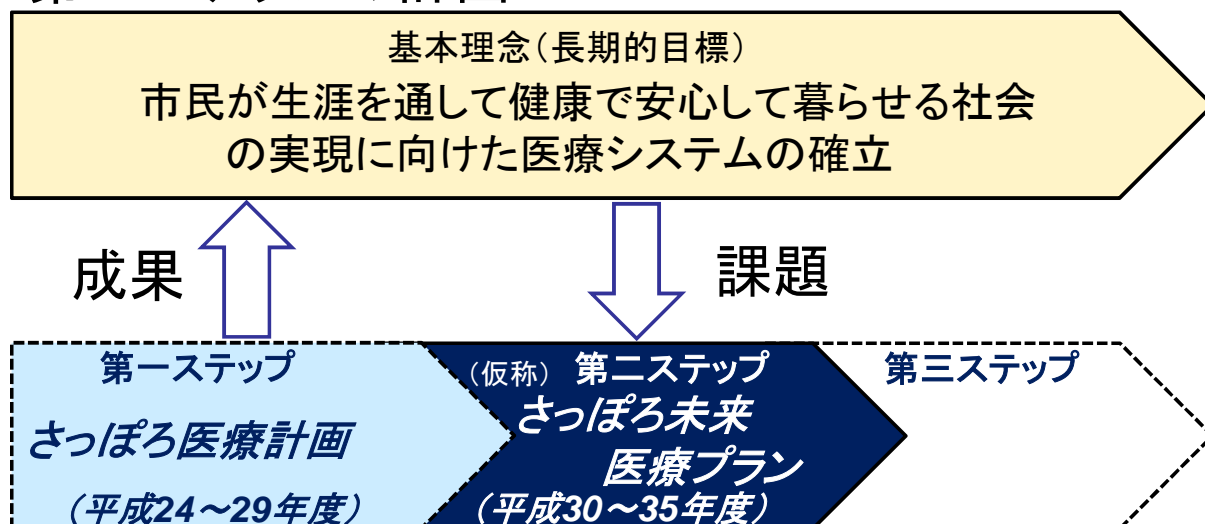 基本理念（長期的目標）
市民が生涯を通して健康で安心して暮らせる社会
の実現に向けた医療システムの確立
成果
課題
第一ステップ
さっぽろ医療計画
（平成24～29年度）
（仮称）第二ステップ
さっぽろ未来
医療プラン
（平成30～35年度）
第三ステップ